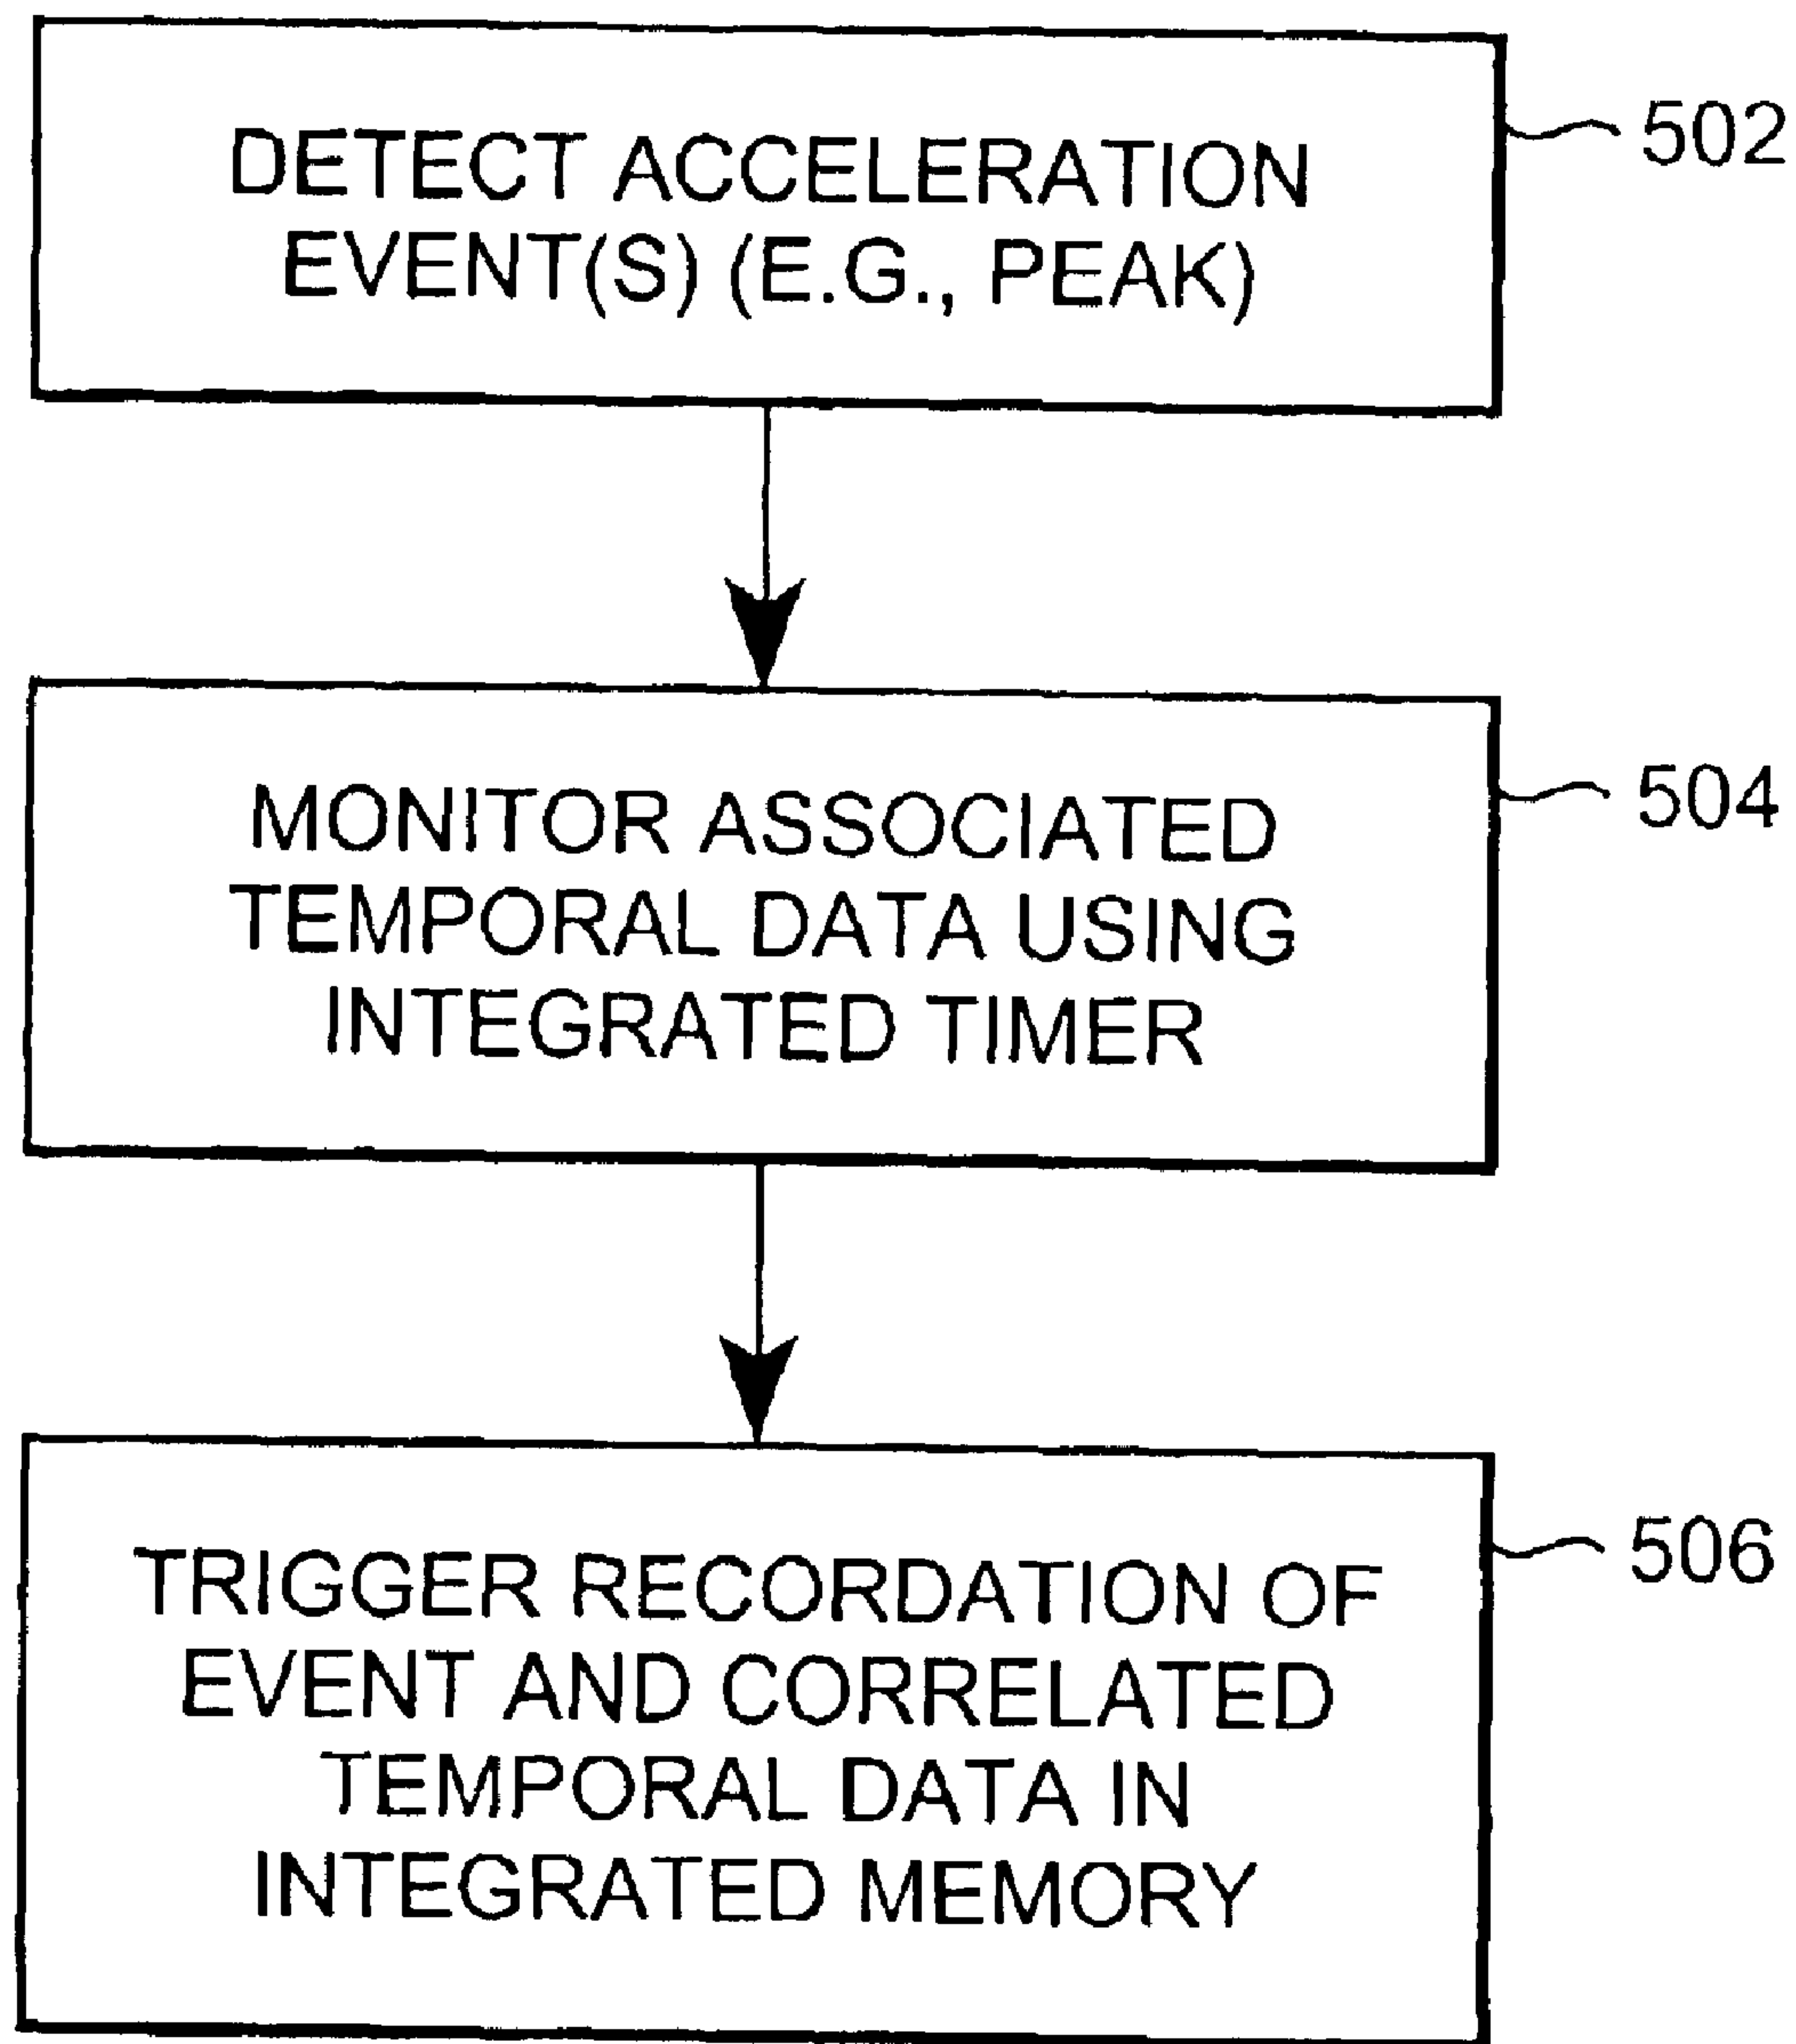 DETECT ACCELERATION
EVENT(S) (E.G., PEAK)
502
MONITOR ASSOCIATED
TEMPORAL DATA USING
INTEGRATED TIMER
504
TRIGGER RECORDATION OF
EVENT AND CORRELATED
TEMPORAL DATA IN
INTEGRATED MEMORY
506